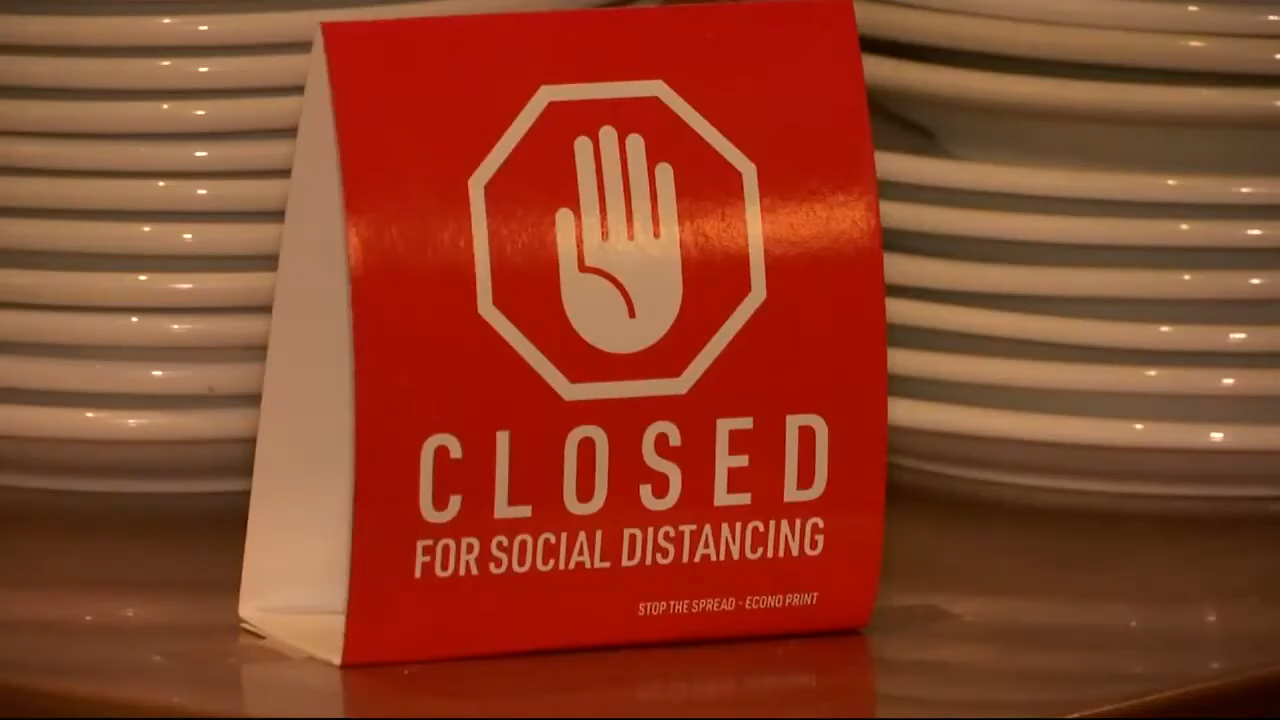 CLOSED
FOR SOCIAL DISTANCING
STOP THE SPREAD - ECONO PRINT